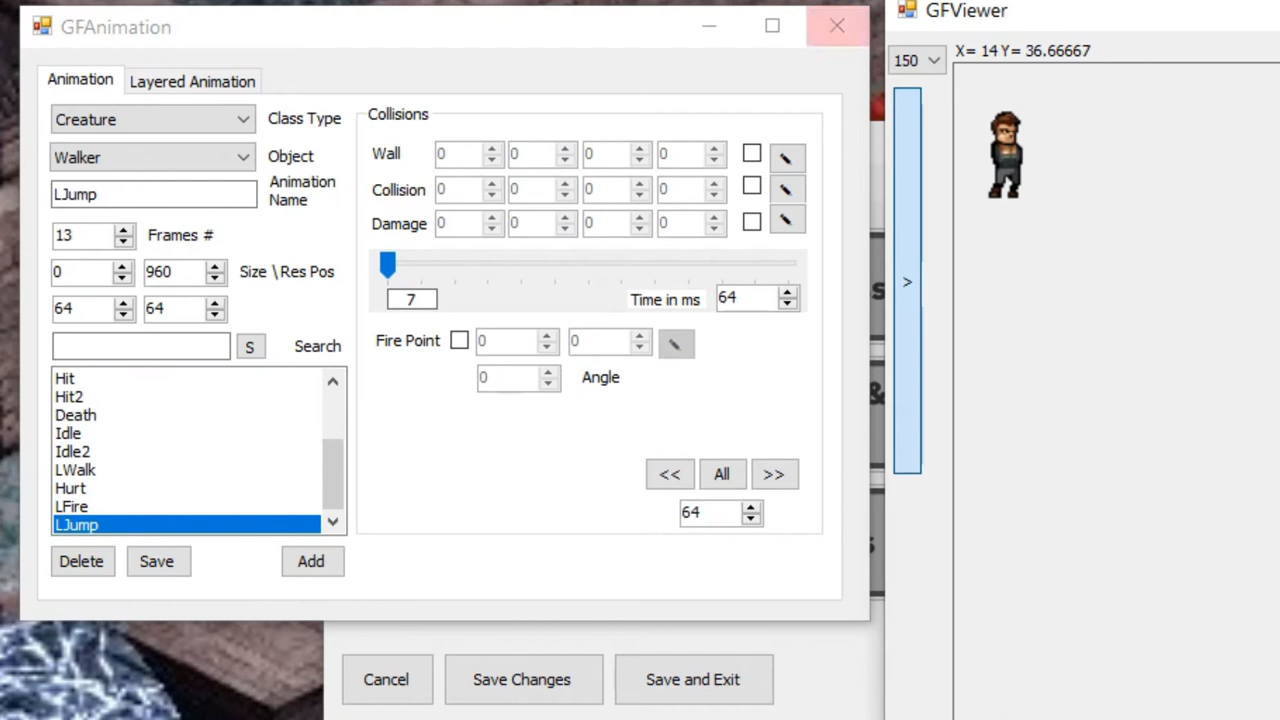 GFAnimation
GFViewer
150
X= 14 Y= 36.66667
Animation
Layered Animation
Creature
Class Type
Walker
Object
LJump
Animation
Name
13
Frames #
0
960
Size \Res Pos
64
64
S
Search
Hit
Hit2
Death
Idle
Idle2
LWalk
Hurt
LFire
LJump
Delete
Save
Add
Collisions
Wall
0
0
0
0
Collision
0
0
0
0
Damage
0
0
0
0
7
Time in ms
64
Fire Point
0
0
0
Angle
<<
All
>>
64
>
s
&
Cancel
Save Changes
Save and Exit